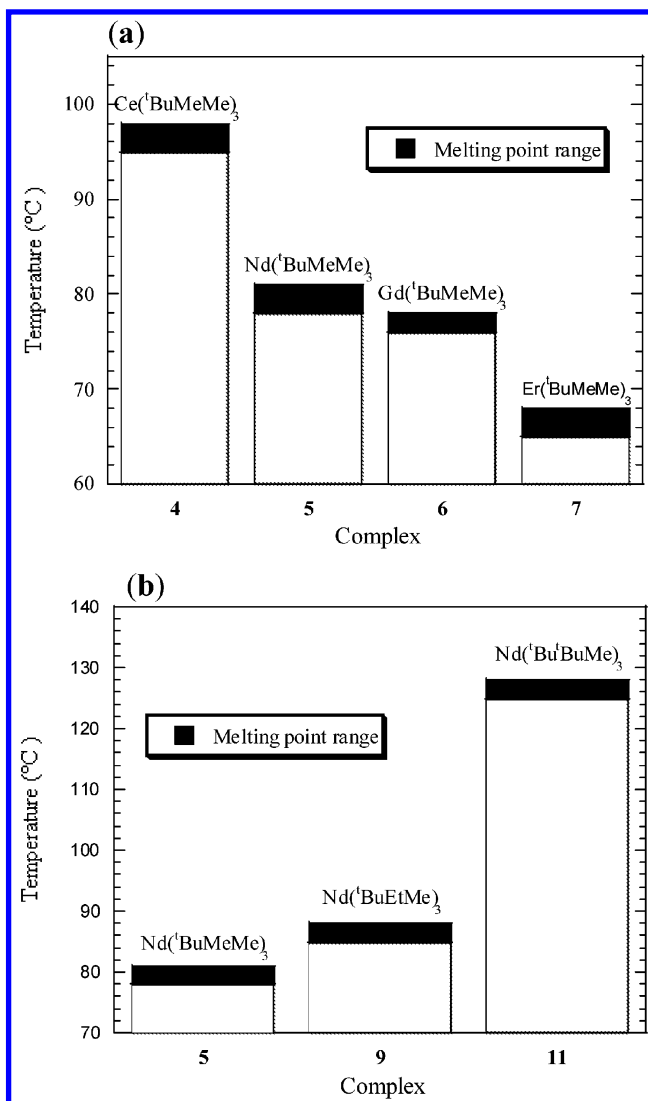 (a)
100
90
80
70
60
Temperature (°C)
Ce(ᵗBuMeMe)₃
Nd(ᵗBuMeMe)₃
Gd(ᵗBuMeMe)₃
Er(ᵗBuMeMe)₃
Melting point range
4 5 6 7
Complex
(b)
140
130
120
110
100
90
80
70
Temperature (°C)
Nd(ᵗBuᵗBuMe)₃
Melting point range
Nd(ᵗBuEtMe)₃
Nd(ᵗBuMeMe)₃
5 9 11
Complex